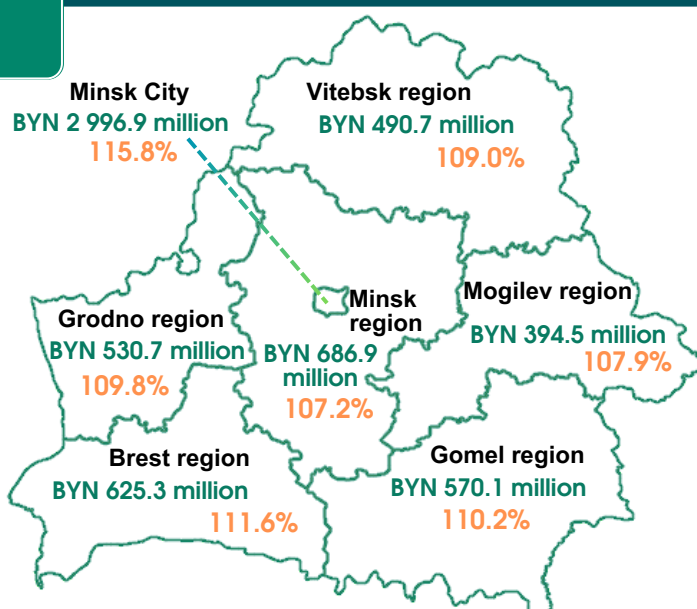 Minsk City
BYN 2 996.9 million
115.8%
Vitebsk region
BYN 490.7 million
109.0%
Grodno region
BYN 530.7 million
109.8%
Minsk
region
BYN 686.9
million
107.2%
Mogilev region
BYN 394.5 million
107.9%
Brest region
BYN 625.3 million
111.6%
Gomel region
BYN 570.1 million
110.2%